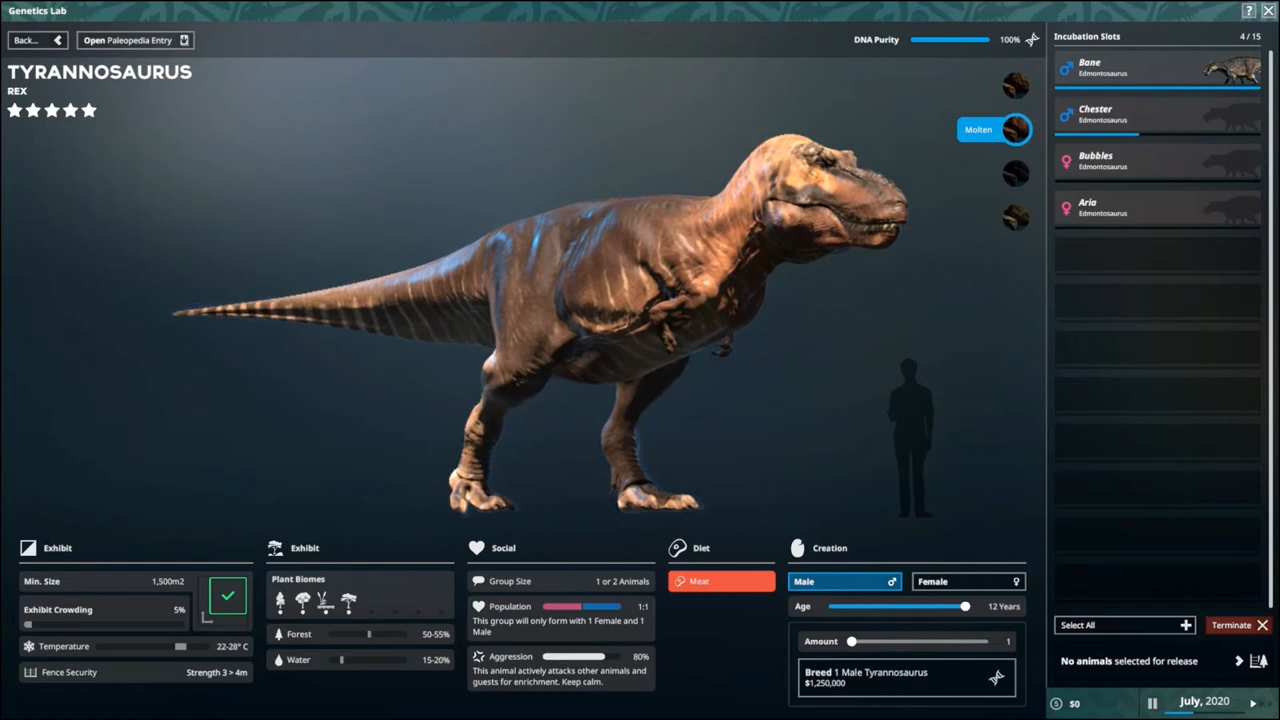 Genetics Lab
?
Back...
Open Paleopedia Entry
DNA Purity
100%
TYRANNOSAURUS
REX
Molten
Incubation Slots
4/15
Bane
Edmontosaurus
Chester
Edmontosaurus
Bubbles
Edmontosaurus
Aria
Edmontosaurus
Exhibit
Min. Size
1,500m2
Exhibit Crowding
5%
Temperature
22-28° C
Fence Security
Strength 3 > 4m
Exhibit
Plant Biomes
Forest
50-55%
Water
15-20%
Social
Group Size
1 or 2 Animals
Population
1:1
This group will only form with 1 Female and 1
Male
Aggression
80%
This animal actively attacks other animals and
guests for enrichment. Keep calm.
Diet
Meat
Creation
Male
Female
Age
12 Years
Amount
1
Breed 1 Male Tyrannosaurus
$1,250,000
Select All
Terminate
No animals selected for release
$0
July, 2020